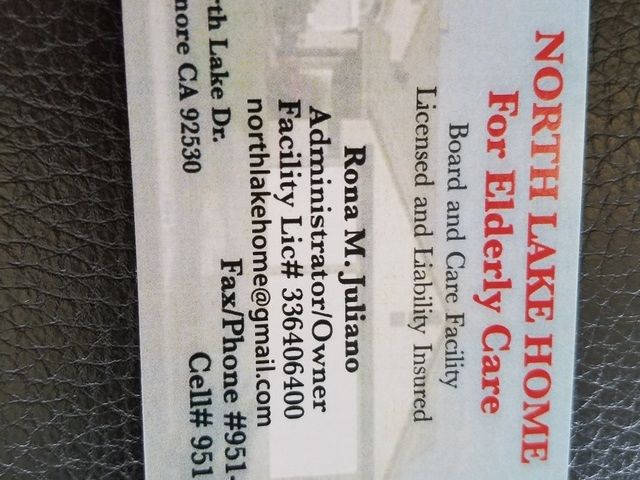 NORTH LAKE HOME
For Elderly Care
Board and Care Facility
Licensed and Liability Insured
Rona M. Juliano
Administrator/Owner
Facility Lic# 336406400
northlakehome@gmail.com
rth Lake Dr.
Fax/Phone #951-
nore CA 92530
Cell# 951